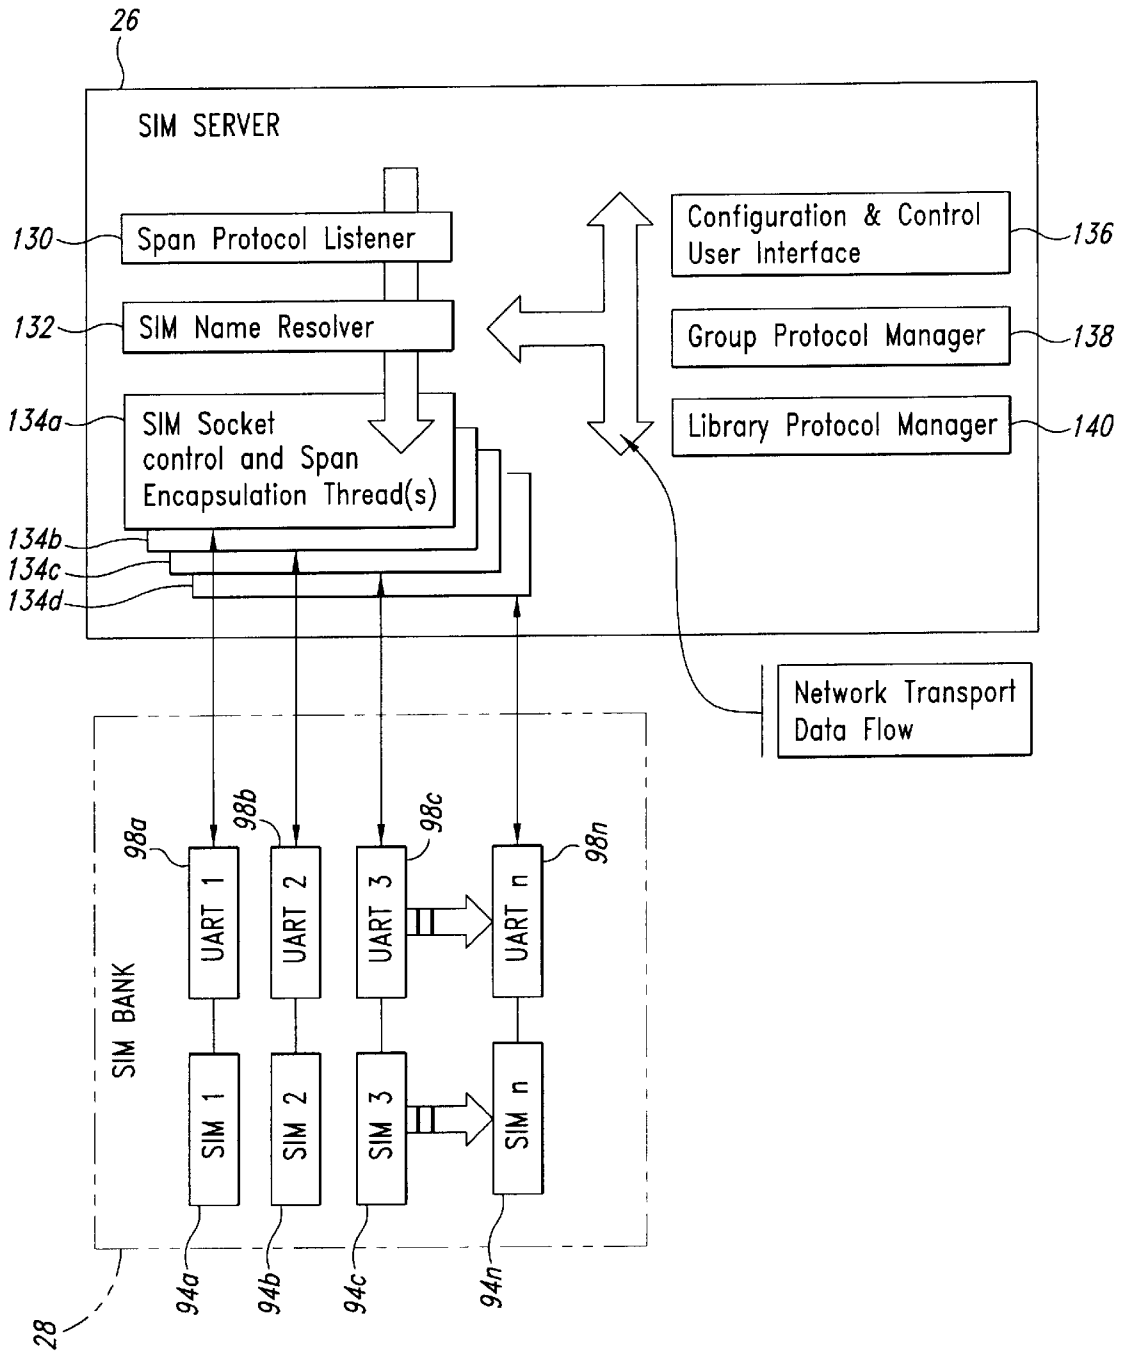 26
SIM SERVER
130
Span Protocol Listener
132
SIM Name Resolver
134a
SIM Socket
control and Span
Encapsulation Thread(s)
134b
134c
134d
Configuration & Control
User Interface
136
Group Protocol Manager
138
Library Protocol Manager
140
Network Transport
Data Flow
SIM BANK
98a
98b
98c
98n
UART 1
UART 2
UART 3
UART n
SIM 1
SIM 2
SIM 3
SIM n
94a
94b
94c
94n
28